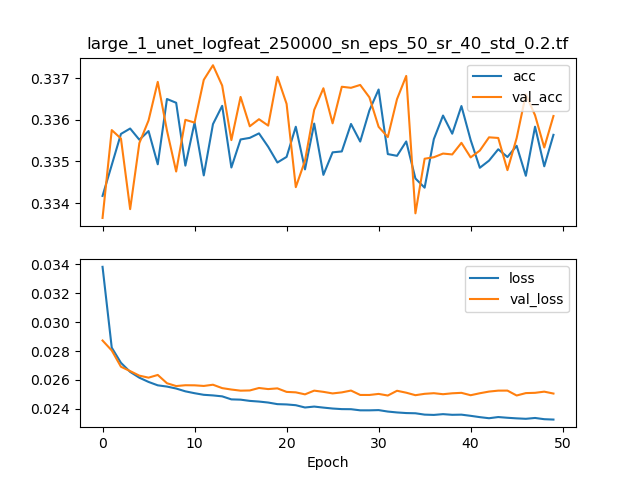 large_1_unet_logfeat_250000_sn_eps_50_sr_40_std_0.2.tf
0.337
0.336
0.335
0.334
acc
val_acc
0.034
0.032
0.030
0.028
0.026
0.024
loss
val_loss
0 10 20 30 40 50
Epoch